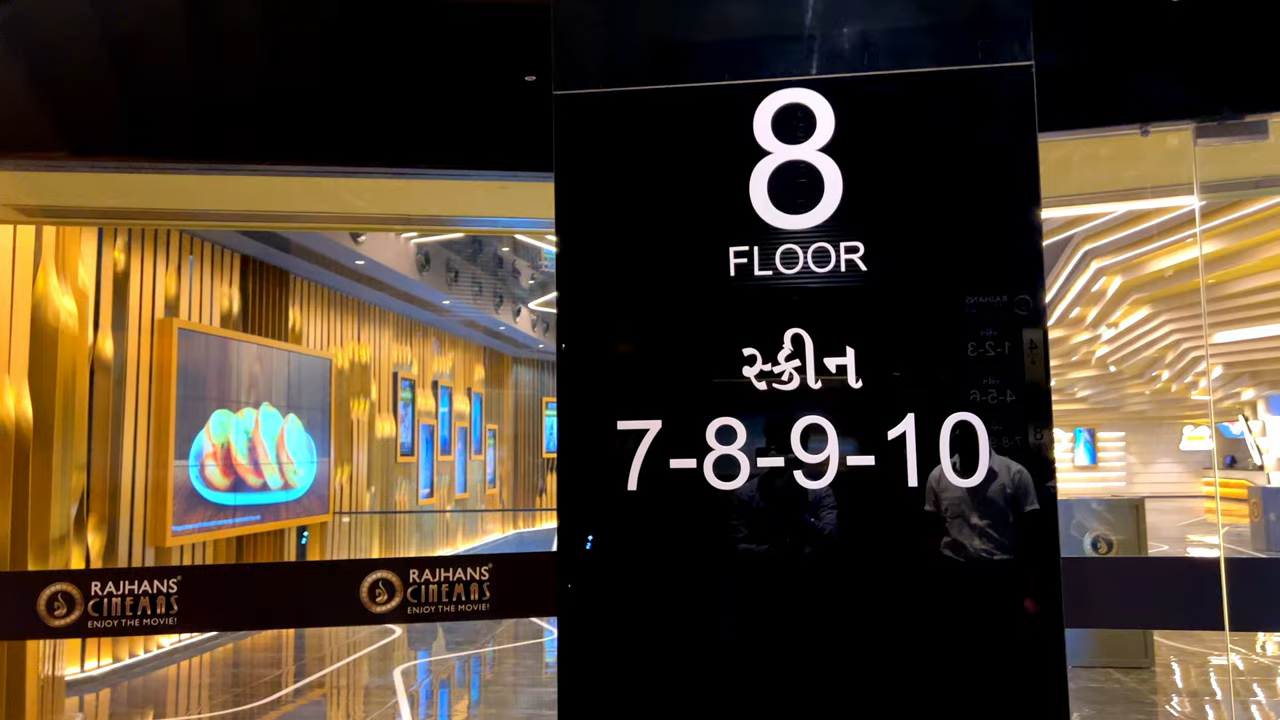 8
FLOOR
સ્ક્રીન
7-8-9-10
RAJHANS
CINEMAS
ENJOY THE MOVIE!
RAJHANS
CINEMAS
ENJOY THE MOVIE!